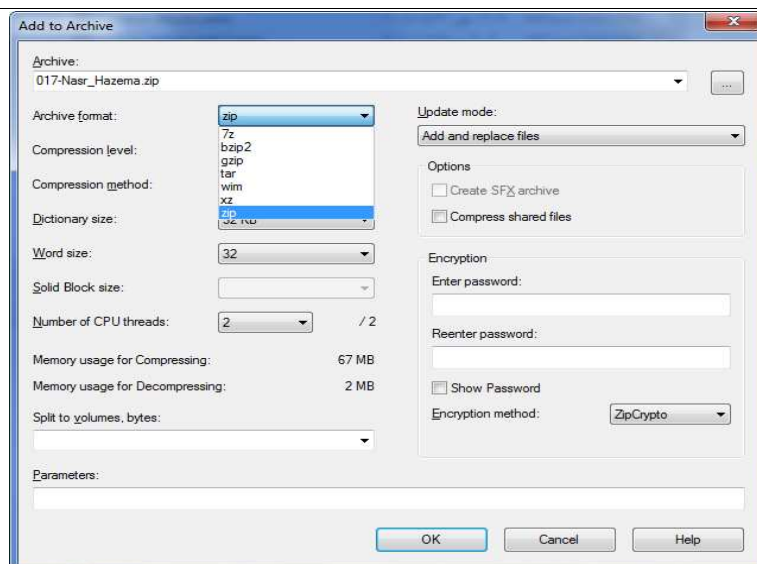 Add to Archive
Archive:
017-Nasr_Hazema.zip
...
Archive format:
zip
7z
bzip2
gzip
tar
wim
xz
zip
Compression level:
Compression method:
Dictionary size:
32 KB
Word size:
32
Solid Block size:
Number of CPU threads:
2
/ 2
Memory usage for Compressing:
67 MB
Memory usage for Decompressing:
2 MB
Split to volumes, bytes:
Parameters:
Update mode:
Add and replace files
Options
Create SFX archive
Compress shared files
Encryption
Enter password:
Reenter password:
Show Password
Encryption method:
ZipCrypto
OK
Cancel
Help